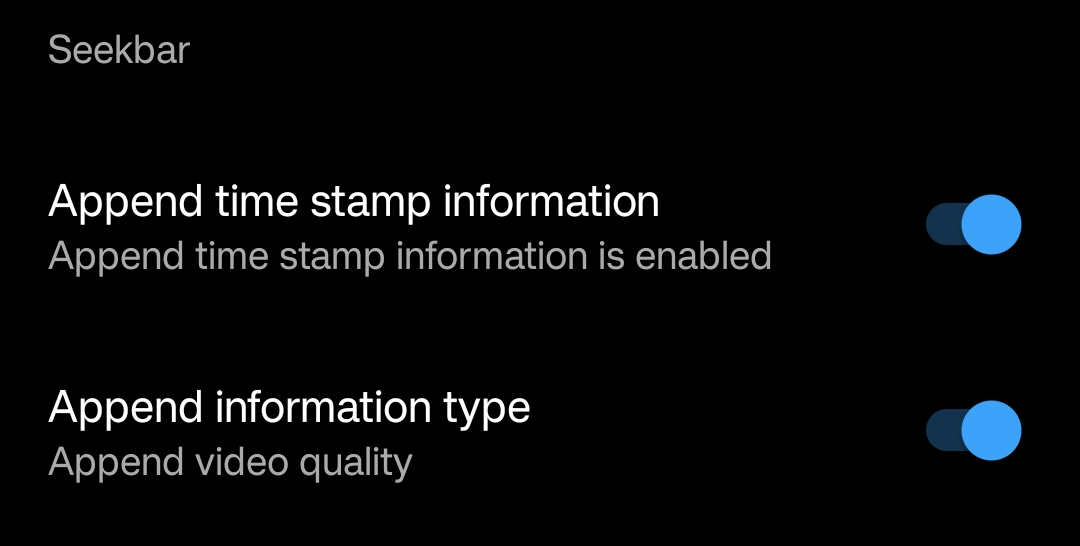 Seekbar
Append time stamp information
Append time stamp information is enabled
Append information type
Append video quality